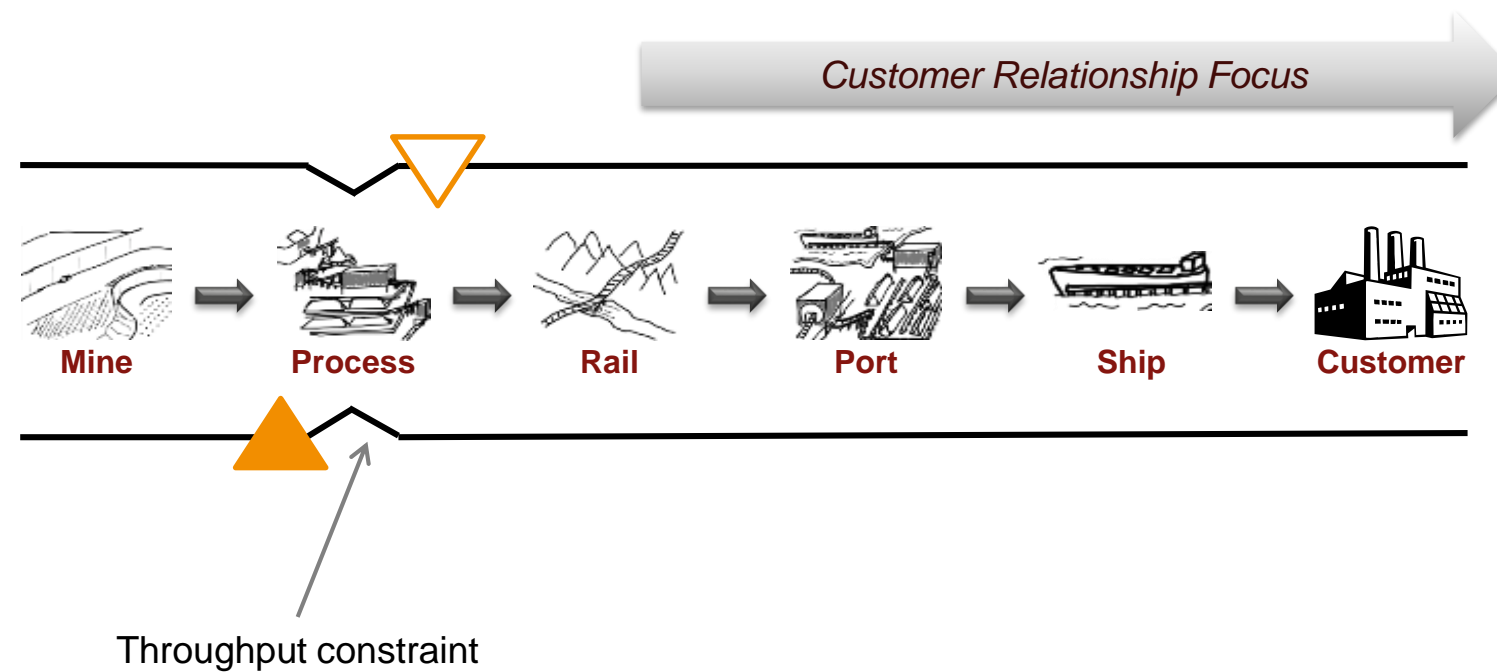 Customer Relationship Focus
Mine
Process
Rail
Port
Ship
Customer
Throughput constraint